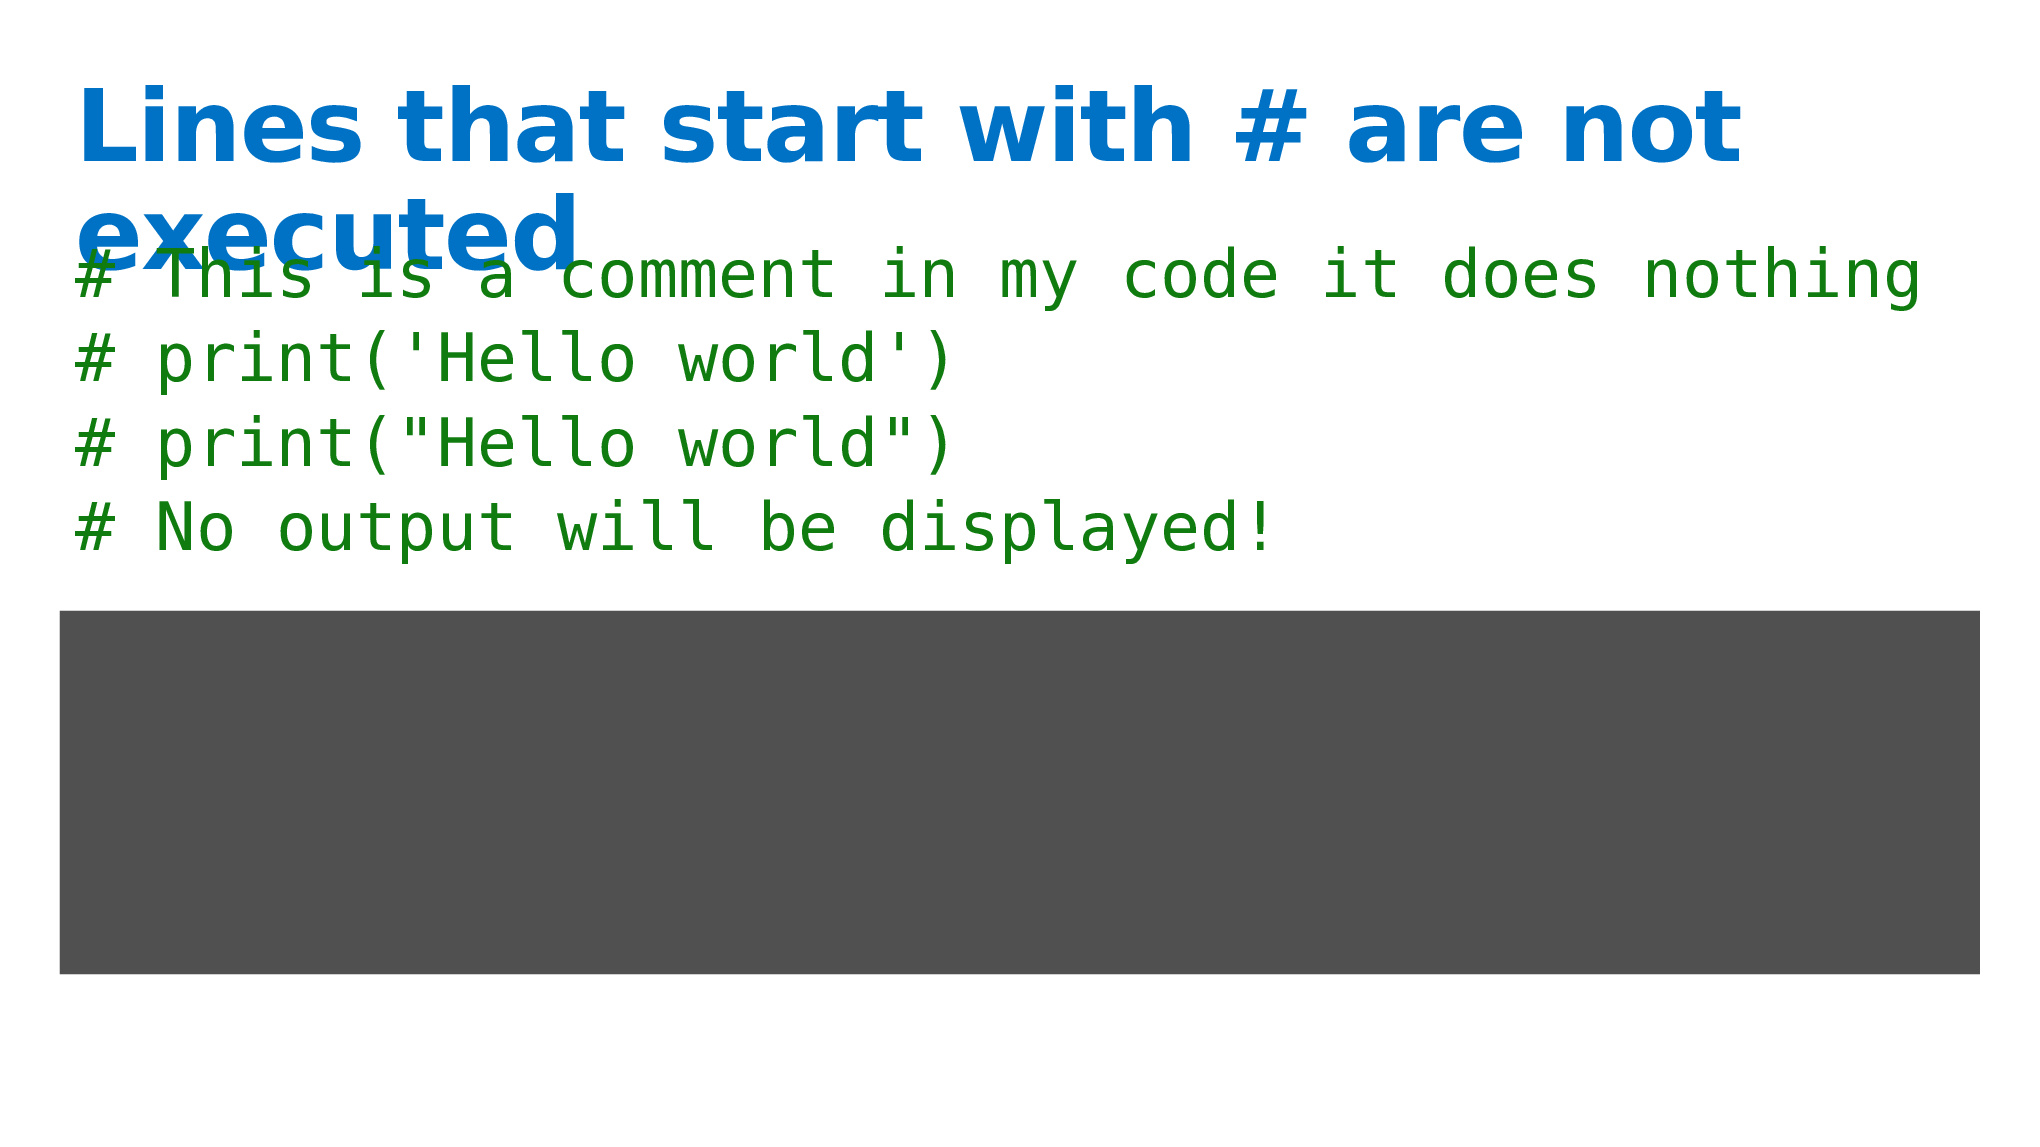 Lines that start with # are not
executed
# This is a comment in my code it does nothing
# print('Hello world')
# print("Hello world")
# No output will be displayed!